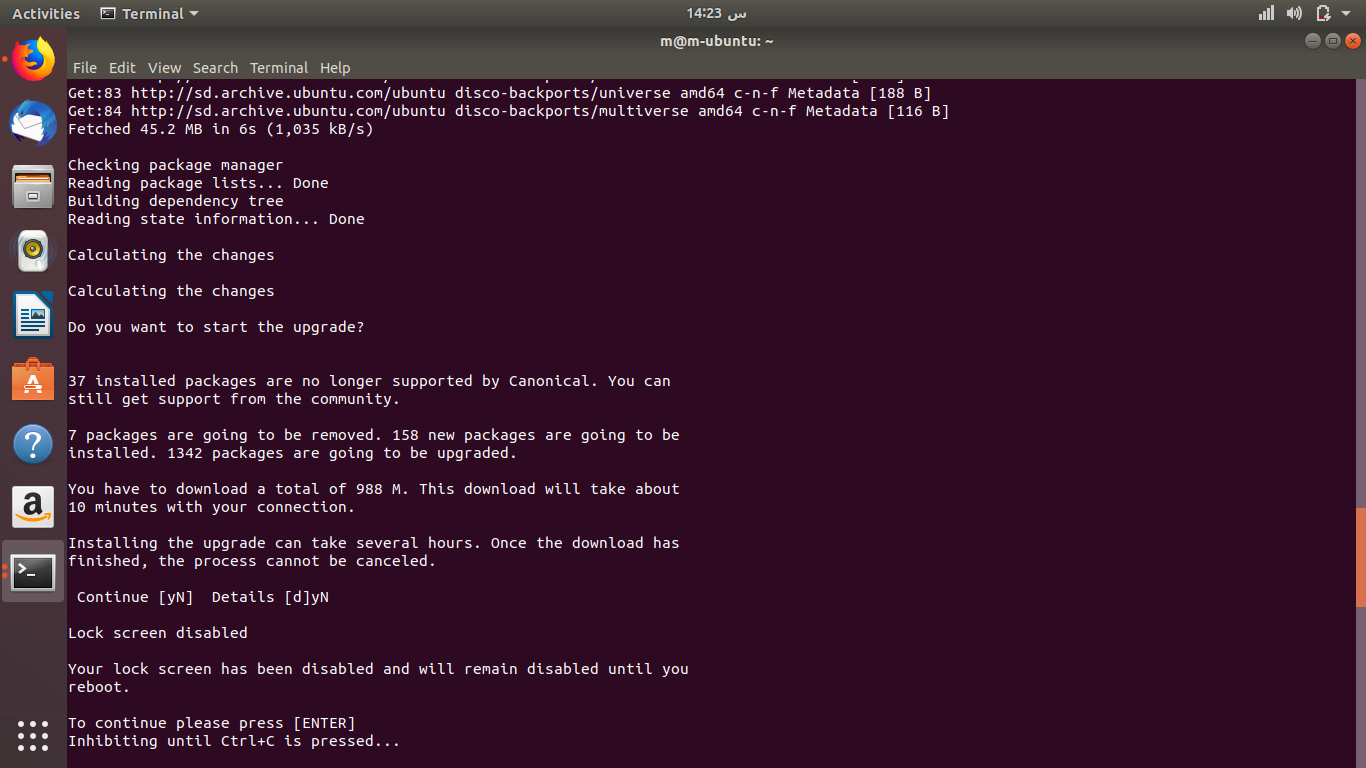 Activities Terminal 14:23 س
m@m-ubuntu: ~
File Edit View Search Terminal Help
Get:83 http://sd.archive.ubuntu.com/ubuntu disco-backports/universe amd64 c-n-f Metadata [188 B]
Get:84 http://sd.archive.ubuntu.com/ubuntu disco-backports/multiverse amd64 c-n-f Metadata [116 B]
Fetched 45.2 MB in 6s (1,035 kB/s)
Checking package manager
Reading package lists... Done
Building dependency tree
Reading state information... Done
Calculating the changes
Calculating the changes
Do you want to start the upgrade?
37 installed packages are no longer supported by Canonical. You can
still get support from the community.
7 packages are going to be removed. 158 new packages are going to be
installed. 1342 packages are going to be upgraded.
You have to download a total of 988 M. This download will take about
10 minutes with your connection.
Installing the upgrade can take several hours. Once the download has
finished, the process cannot be canceled.
Continue [yN]  Details [d]yN
Lock screen disabled
Your lock screen has been disabled and will remain disabled until you
reboot.
To continue please press [ENTER]
Inhibiting until Ctrl+C is pressed...